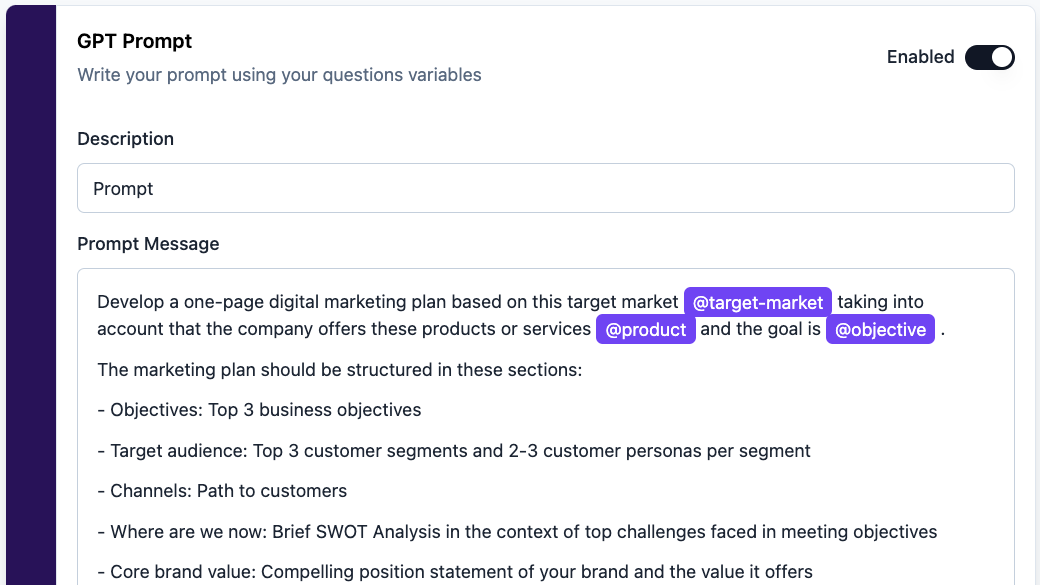 GPT Prompt
Write your prompt using your questions variables
Enabled
Description
Prompt
Prompt Message
Develop a one-page digital marketing plan based on this target market @target-market taking into
account that the company offers these products or services @product and the goal is @objective .
The marketing plan should be structured in these sections:
- Objectives: Top 3 business objectives
- Target audience: Top 3 customer segments and 2-3 customer personas per segment
- Channels: Path to customers
- Where are we now: Brief SWOT Analysis in the context of top challenges faced in meeting objectives
- Core brand value: Compelling position statement of your brand and the value it offers